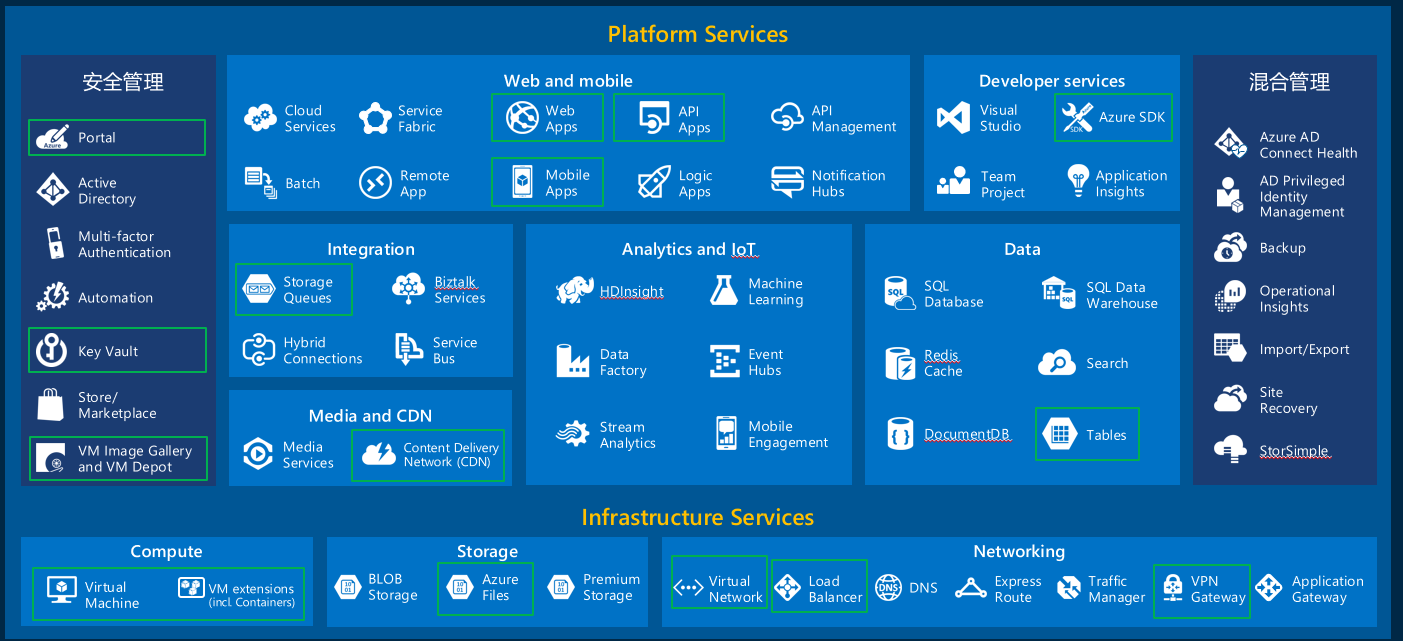 Platform Services
安全管理
Portal
Azure
Active
Directory
Multi-factor
Authentication
Automation
Key Vault
Store/
Marketplace
VM Image Gallery
and VM Depot
Web and mobile
Cloud
Services
Service
Fabric
Web
Apps
API
Apps
API
Management
Batch
Remote
App
Mobile
Apps
Logic
Apps
Notification
Hubs
Developer services
Visual
Studio
SDK
Azure SDK
Team
Project
Application
Insights
Integration
Storage
Queues
Biztalk
Services
Hybrid
Connections
Service
Bus
Media and CDN
Media
Services
Content Delivery
Network (CDN)
Analytics and IoT
HDInsight
Machine
Learning
Data
Factory
Event
Hubs
Stream
Analytics
Mobile
Engagement
Data
SQL
SQL
Database
SQL
SQL Data
Warehouse
Redis
Cache
Search
DocumentDB
Tables
混合管理
Azure AD
Connect Health
AD Privileged
Identity
Management
Backup
Operational
Insights
Import/Export
Site
Recovery
StorSimple
Infrastructure Services
Compute
Virtual
Machine
VM extensions
(incl. Containers)
Storage
10
01
BLOB
Storage
10
01
Azure
Files
10
01
Premium
Storage
Networking
Virtual
Network
Load
Balancer
DNS
DNS
Express
Route
Traffic
Manager
VPN
Gateway
Application
Gateway